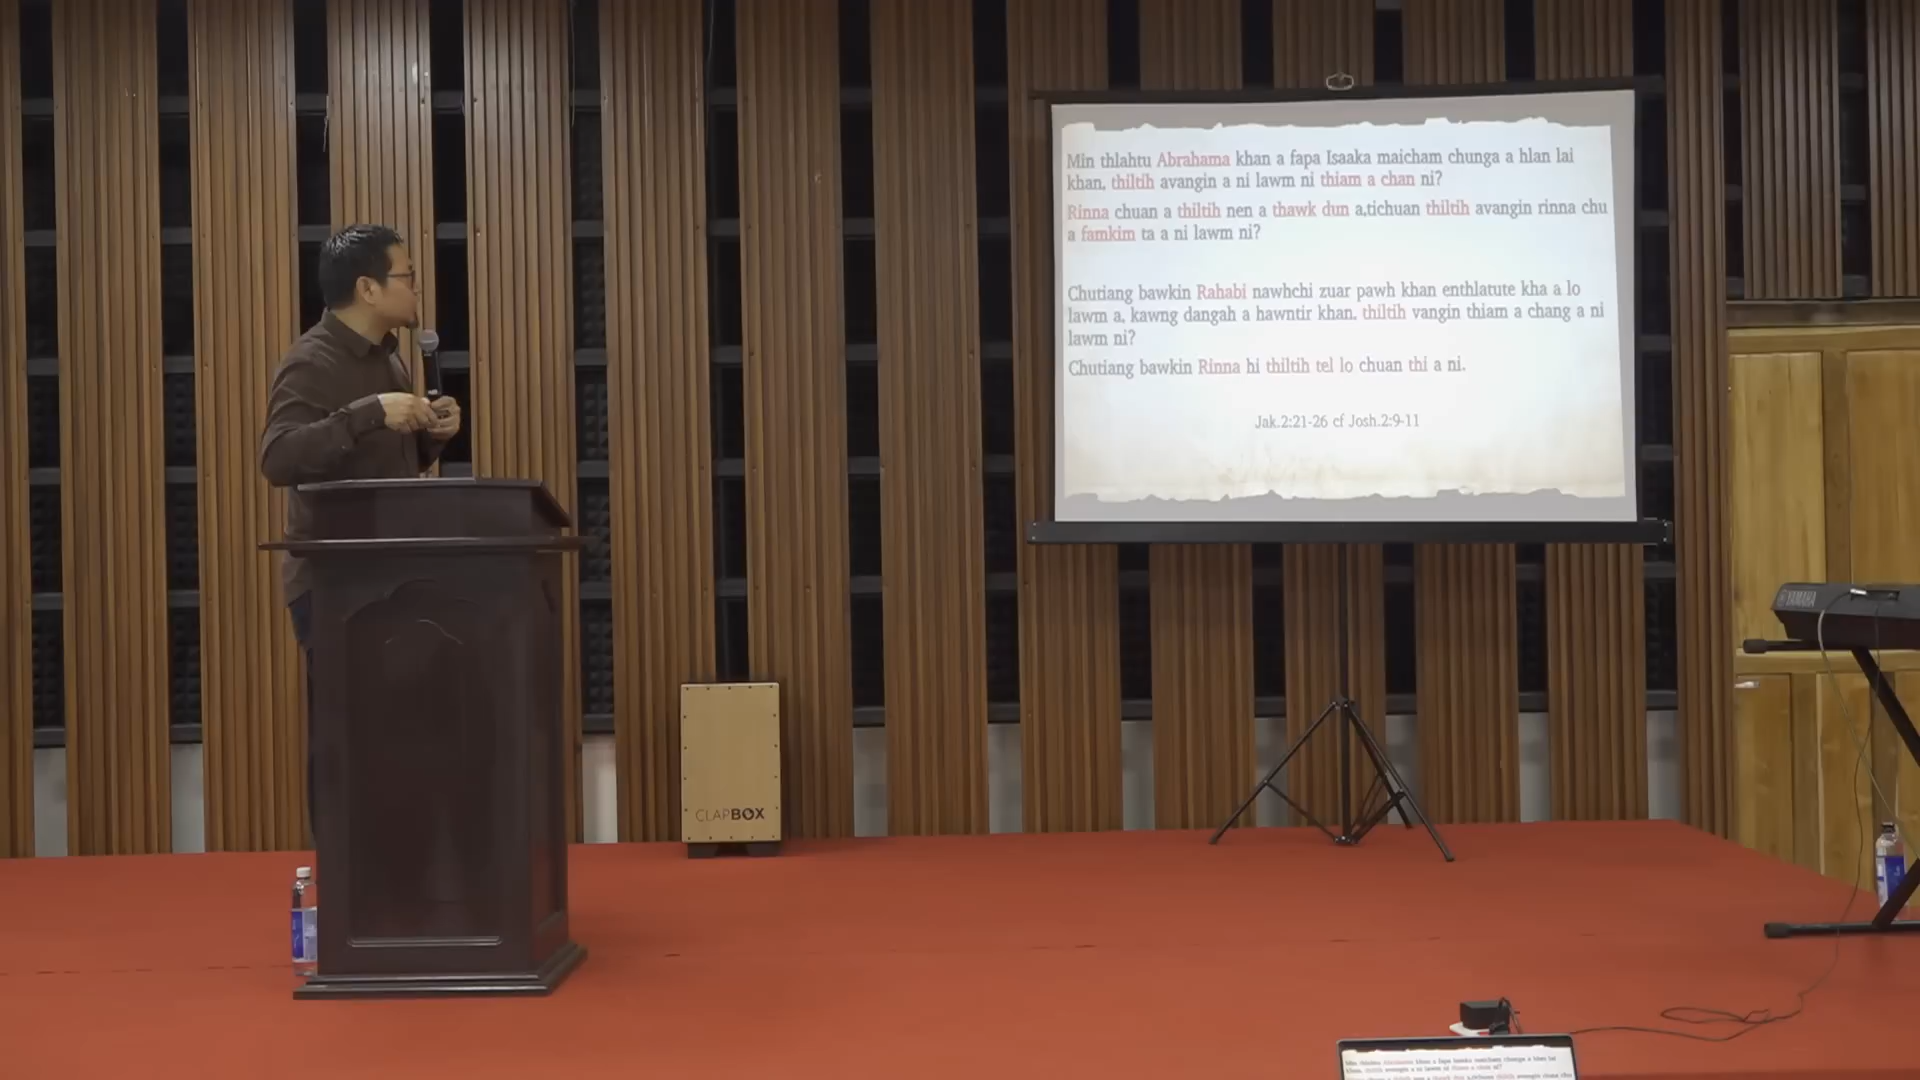 Min thlahtu Abrahama khan a fapa Isaaka maicham chunga a hlan lai
khan, thiltih avangin a ni lawm ni thiam a chan ni?
Rinna chuan a thiltih nen a thawk dun a,tichuan thiltih avangin rinna chu
a famkim ta a ni lawm ni?
Chutiang bawkin Rahabi nawhchi zuar pawh khan enthlatute kha a lo
lawm a, kawng dangah a hawntir khan. thiltih vangin thiam a chang a ni
lawm ni?
Chutiang bawkin Rinna hi thiltih tel lo chuan thi a ni.
Jak.2:21-26 cf Josh.2:9-11
YAMAHA
CLAPBOX